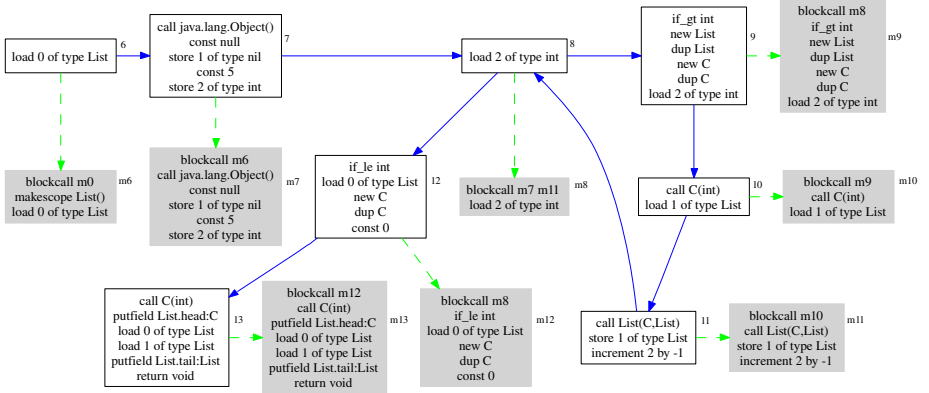 load 0 of type List
6
call java.lang.Object()
const null
store 1 of type nil
const 5
store 2 of type int
7
load 2 of type int
8
if_gt int
new List
dup List
new C
dup C
load 2 of type int
9
blockcall m8
if_gt int
new List
dup List
new C
dup C
load 2 of type int
m9
blockcall m0
makescope List()
load 0 of type List
m6
blockcall m6
call java.lang.Object()
const null
store 1 of type nil
const 5
store 2 of type int
m7
if_le int
load 0 of type List
new C
dup C
const 0
12
blockcall m7 m11
load 2 of type int
m8
call C(int)
load 1 of type List
10
blockcall m9
call C(int)
load 1 of type List
m10
call C(int)
putfield List.head:C
load 0 of type List
load 1 of type List
putfield List.tail:List
return void
13
blockcall m12
call C(int)
putfield List.head:C
load 0 of type List
load 1 of type List
putfield List.tail:List
return void
m13
blockcall m8
if_le int
load 0 of type List
new C
dup C
const 0
m12
call List(C,List)
store 1 of type List
increment 2 by -1
11
blockcall m10
call List(C,List)
store 1 of type List
increment 2 by -1
m11